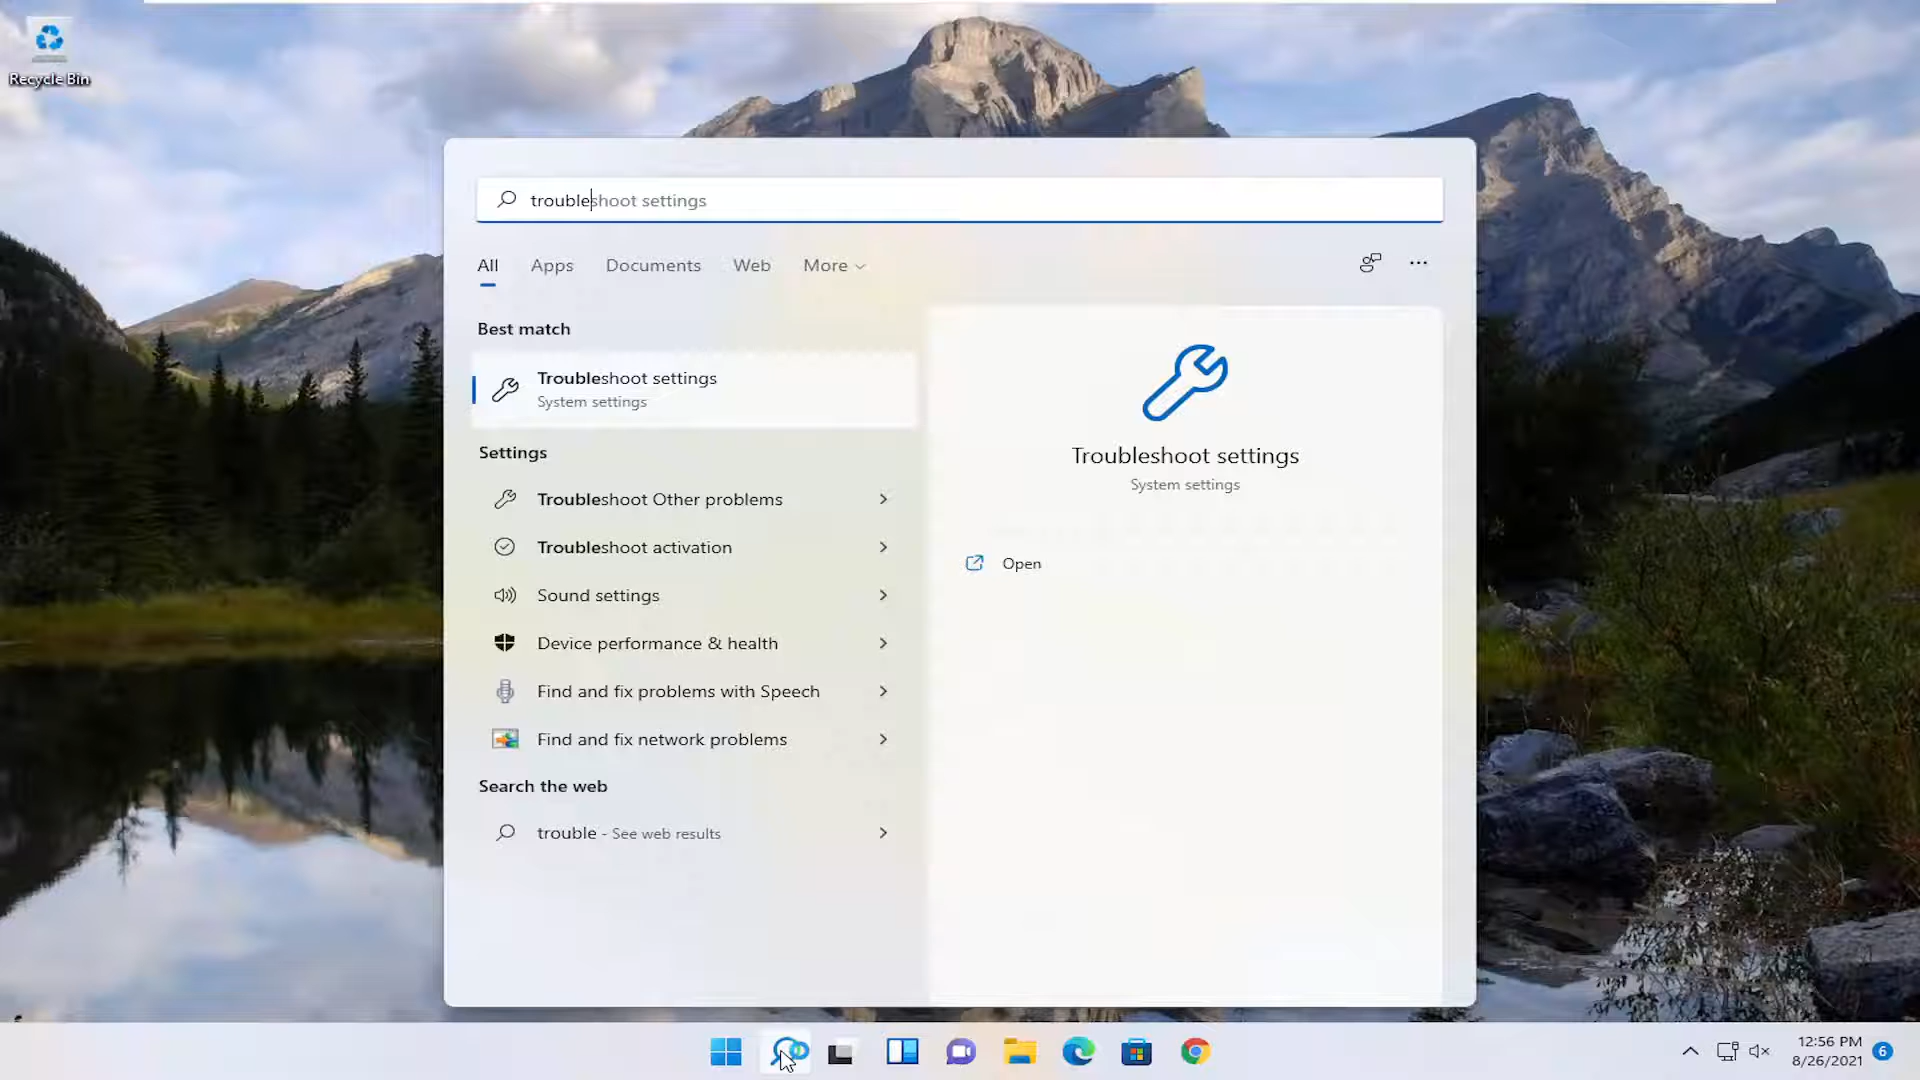 Recycle Bin
troubleshoot settings
All Apps Documents Web More
Best match
Troubleshoot settings
System settings
Settings
Troubleshoot Other problems
Troubleshoot activation
Sound settings
Device performance & health
Find and fix problems with Speech
Find and fix network problems
Search the web
trouble - See web results
Troubleshoot settings
System settings
Open
12:56 PM
8/26/2021
6